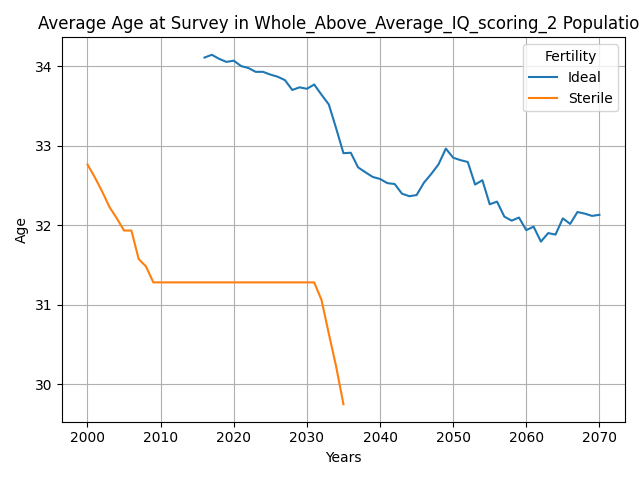 Average Age at Survey in Whole_Above_Average_IQ_scoring_2 Populatio
Fertility
Ideal
Sterile
34
33
32
31
30
Age
2000 2010 2020 2030 2040 2050 2060 2070
Years